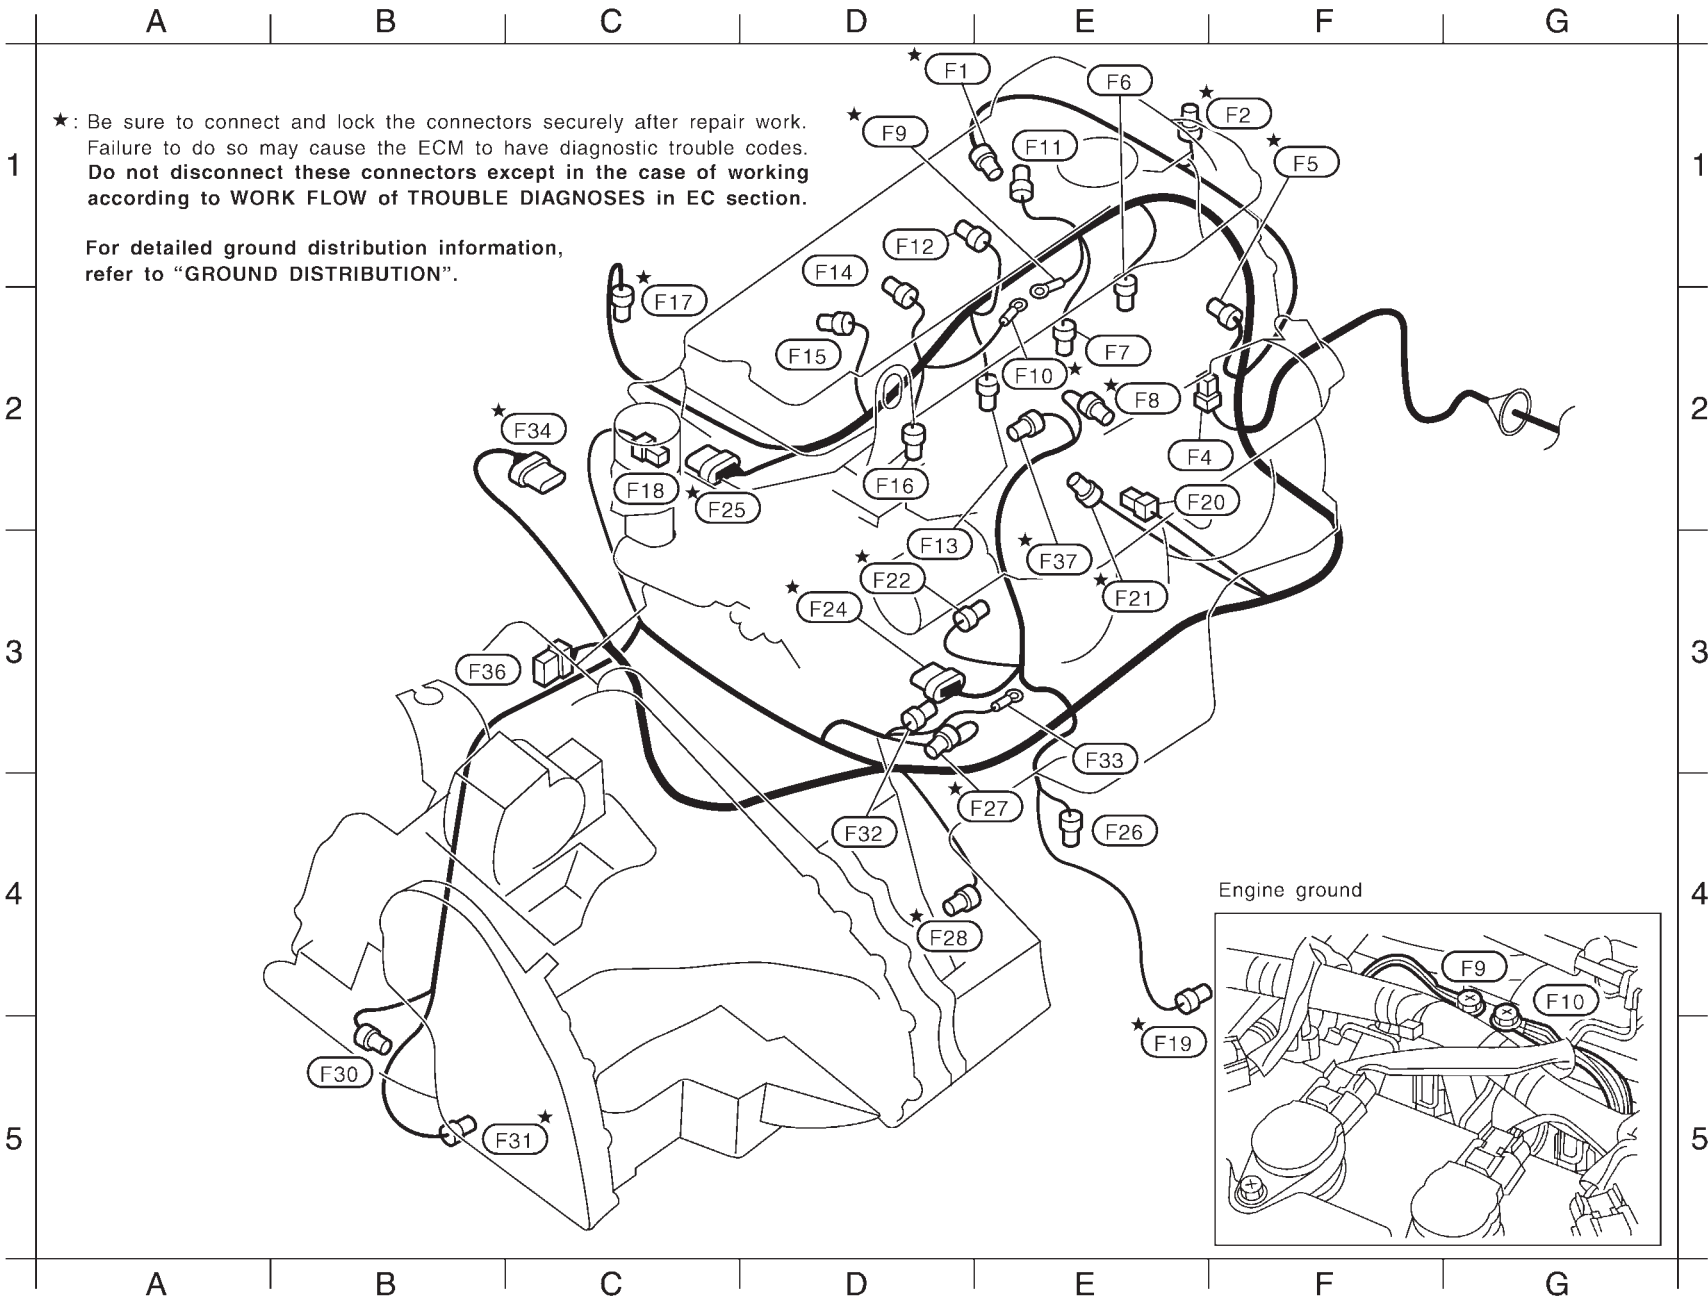 A B C D E F G
★: Be sure to connect and lock the connectors securely after repair work.
Failure to do so may cause the ECM to have diagnostic trouble codes.
Do not disconnect these connectors except in the case of working
according to WORK FLOW of TROUBLE DIAGNOSES in EC section.
For detailed ground distribution information,
refer to “GROUND DISTRIBUTION”.
★ F1
F6
★ F2
★ F9
F11
★ F5
1 1
F12
F14
★ F17
F15
F7
F10 ★
★ F8
2 2
★ F34
F4
F18
F16
★ F25
F20
F13
★ F37
★ F22
★ F21
★ F24
3 3
F36
F33
★ F27
F32
F26
4 4
Engine ground
★ F28
F9
F10
★ F19
F30
F31 ★
5 5
A B C D E F G